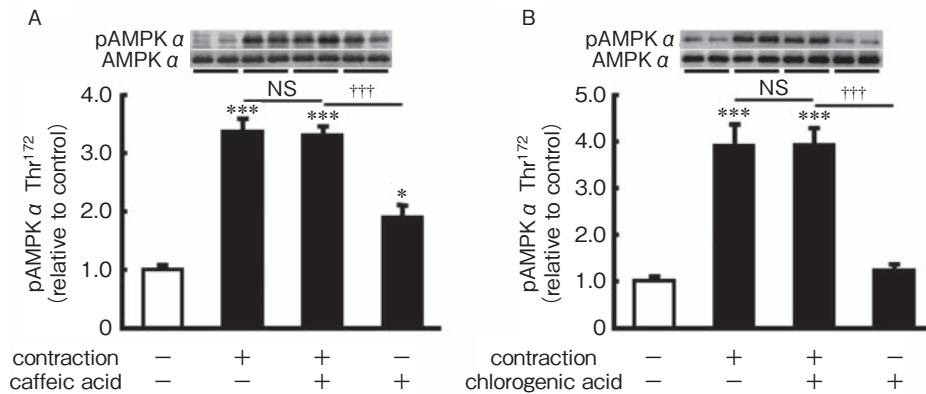 A
pAMPK α
AMPK α
NS
†††
***
***
*
4.0
3.0
2.0
1.0
0
pAMPK α Thr¹⁷²
(relative to control)
contraction − + + −
caffeic acid − − + +
B
pAMPK α
AMPK α
NS
†††
***
***
5.0
4.0
3.0
2.0
1.0
0
pAMPK α Thr¹⁷²
(relative to control)
contraction − + + −
chlorogenic acid − − + +